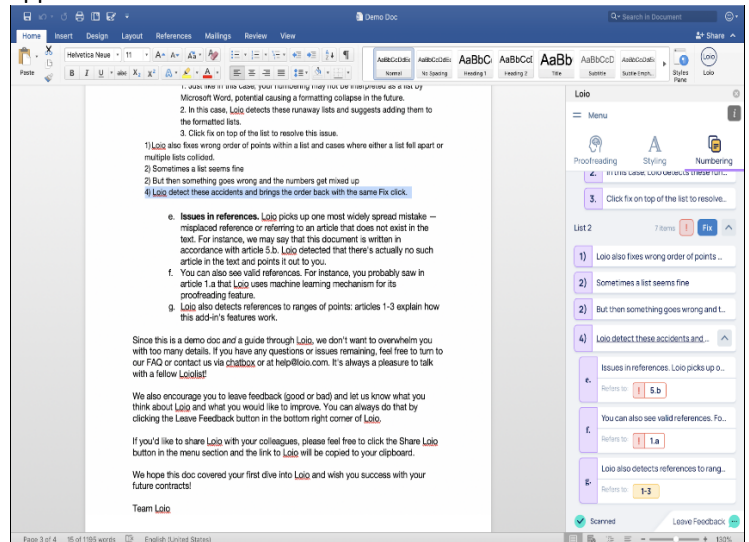 Demo Doc
Search in Document
Home Insert Design Layout References Mailings Review View
Share
Paste
Helvetica Neue 11
B I U abc X₂ X²
AaBbCcDdEe AaBbCcDdEe AaBbC AaBbCcI AaBb AaBbCcD AaBbCcDdEe
Normal No Spacing Heading 1 Heading 2 Title Subtitle Subtle Emph...
Styles Pane
Loio
1. Just like in this case, your numbering may not be interpreted as a list by
Microsoft Word, potential causing a formatting collapse in the future.
2. In this case, Loio detects these runaway lists and suggests adding them to
the formatted lists.
3. Click fix on top of the list to resolve this issue.
1) Loio also fixes wrong order of points within a list and cases where either a list fell apart or
multiple lists collided.
2) Sometimes a list seems fine
2) But then something goes wrong and the numbers get mixed up
4) Loio detect these accidents and brings the order back with the same Fix click.
e. Issues in references. Loio picks up one most widely spread mistake —
misplaced reference or referring to an article that does not exist in the
text. For instance, we may say that this document is written in
accordance with article 5.b. Loio detected that there's actually no such
article in the text and points it out to you.
f. You can also see valid references. For instance, you probably saw in
article 1.a that Loio uses machine learning mechanism for its
proofreading feature.
g. Loio also detects references to ranges of points: articles 1-3 explain how
this add-in's features work.
Since this is a demo doc and a guide through Loio, we don't want to overwhelm you
with too many details. If you have any questions or issues remaining, feel free to turn to
our FAQ or contact us via chatbox or at help@loio.com. It's always a pleasure to talk
with a fellow Loiolist!
We also encourage you to leave feedback (good or bad) and let us know what you
think about Loio and what you would like to improve. You can always do that by
clicking the Leave Feedback button in the bottom right corner of Loio.
If you'd like to share Loio with your colleagues, please feel free to click the Share Loio
button in the menu section and the link to Loio will be copied to your clipboard.
We hope this doc covered your first dive into Loio and wish you success with your
future contracts!
Team Loio
Loio
Menu
Proofreading Styling Numbering
2. In this case, Loio detects these run...
3. Click fix on top of the list to resolve...
List 2 7 items ! Fix
1) Loio also fixes wrong order of points ...
2) Sometimes a list seems fine
2) But then something goes wrong and t...
4) Loio detect these accidents and ...
e. Issues in references. Loio picks up o...
Refers to: ! 5.b
f. You can also see valid references. Fo...
Refers to: ! 1.a
g. Loio also detects references to rang...
Refers to: 1-3
Scanned
Leave Feedback
Page 3 of 4 15 of 1195 words English (United States) 130%